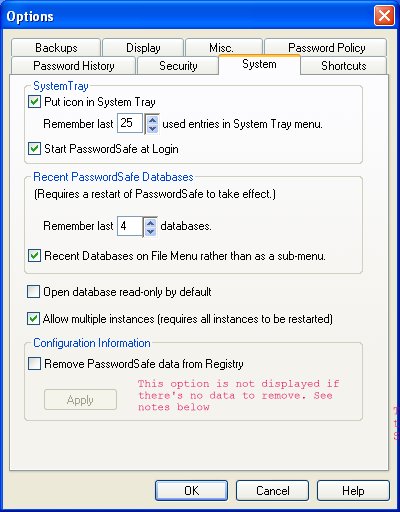 Options
Backups
Display
Misc.
Password Policy
Password History
Security
System
Shortcuts
SystemTray
Put icon in System Tray
Remember last 25 used entries in System Tray menu.
Start PasswordSafe at Login
Recent PasswordSafe Databases
(Requires a restart of PasswordSafe to take effect.)
Remember last 4 databases.
Recent Databases on File Menu rather than as a sub-menu.
Open database read-only by default
Allow multiple instances (requires all instances to be restarted)
Configuration Information
Remove PasswordSafe data from Registry
This option is not displayed if
there's no data to remove. See
notes below
Apply
OK
Cancel
Help